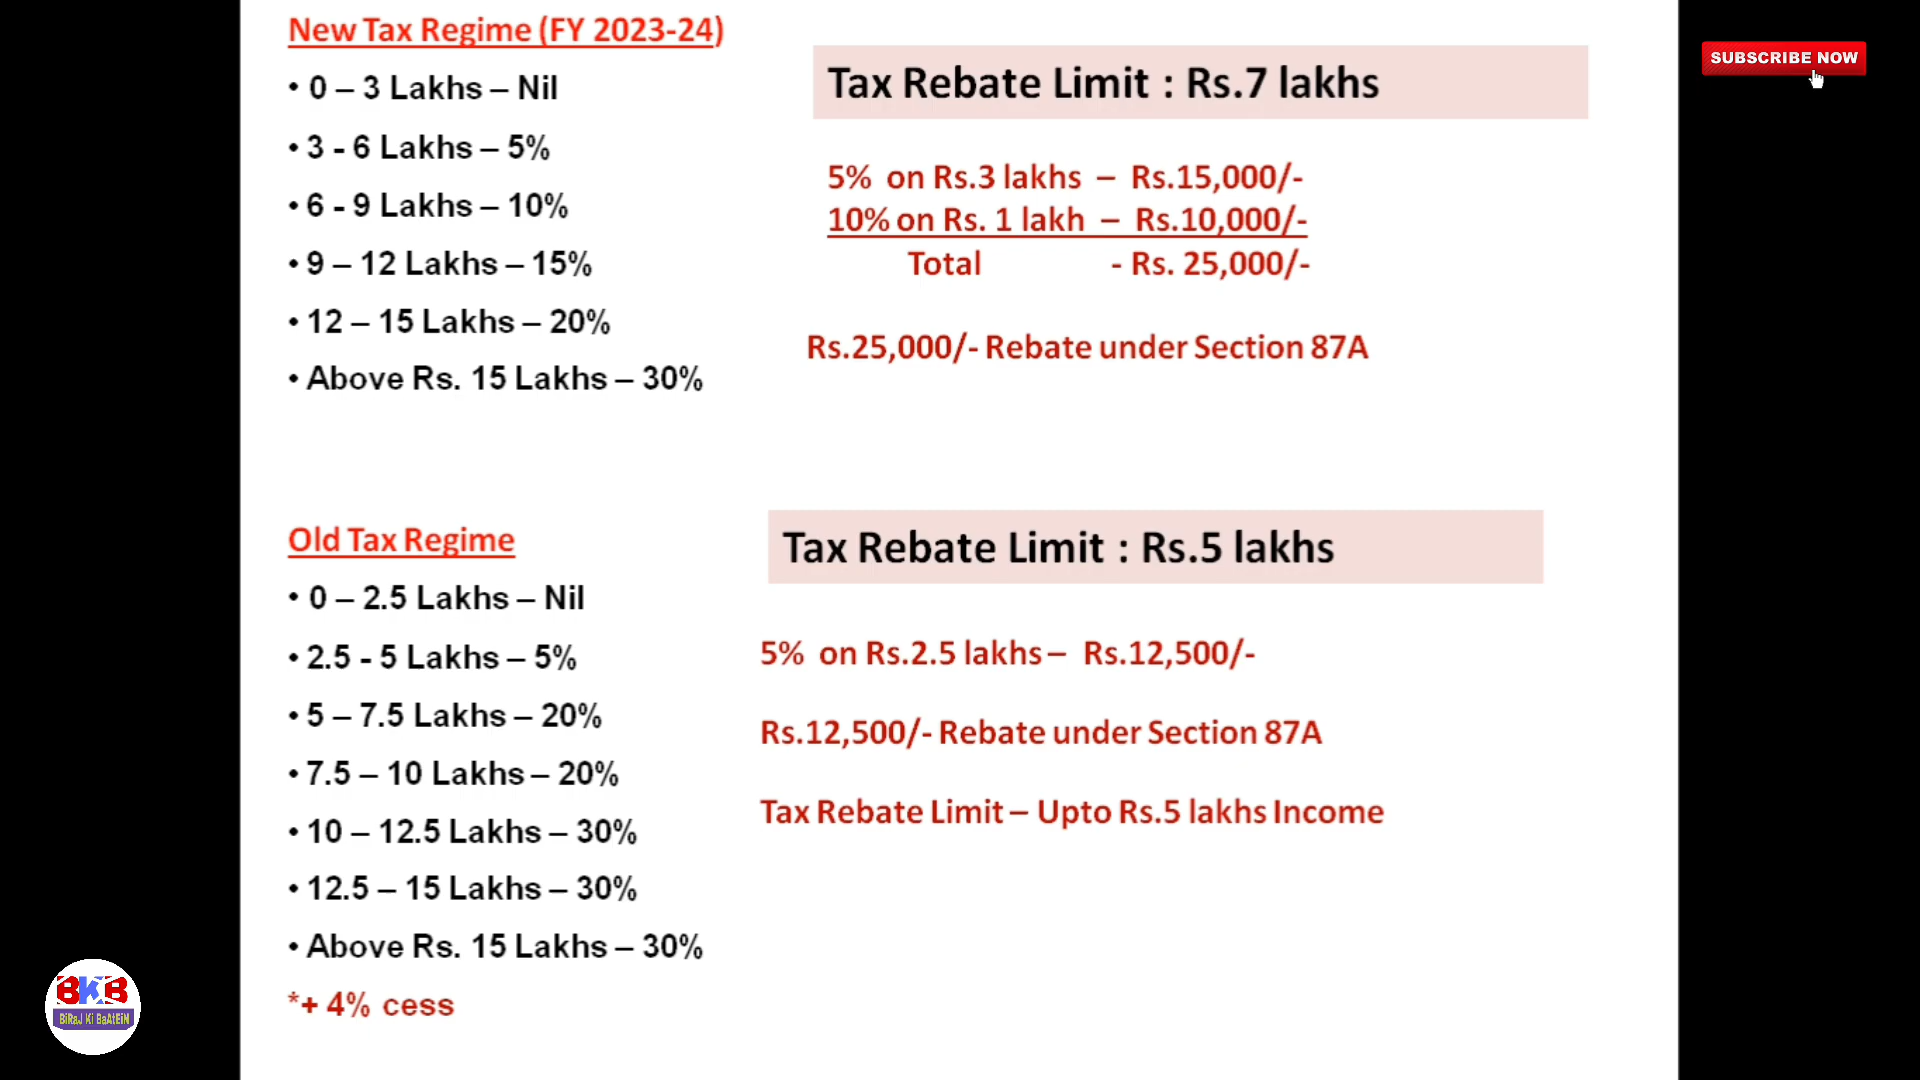 New Tax Regime (FY 2023-24)
• 0 – 3 Lakhs – Nil
• 3 - 6 Lakhs – 5%
• 6 - 9 Lakhs – 10%
• 9 – 12 Lakhs – 15%
• 12 – 15 Lakhs – 20%
• Above Rs. 15 Lakhs – 30%
Tax Rebate Limit : Rs.7 lakhs
5% on Rs.3 lakhs – Rs.15,000/-
10% on Rs. 1 lakh – Rs.10,000/-
Total - Rs. 25,000/-
Rs.25,000/- Rebate under Section 87A
SUBSCRIBE NOW
Old Tax Regime
• 0 – 2.5 Lakhs – Nil
• 2.5 - 5 Lakhs – 5%
• 5 – 7.5 Lakhs – 20%
• 7.5 – 10 Lakhs – 20%
• 10 – 12.5 Lakhs – 30%
• 12.5 – 15 Lakhs – 30%
• Above Rs. 15 Lakhs – 30%
*+ 4% cess
Tax Rebate Limit : Rs.5 lakhs
5% on Rs.2.5 lakhs – Rs.12,500/-
Rs.12,500/- Rebate under Section 87A
Tax Rebate Limit – Upto Rs.5 lakhs Income
BKB
BiRaJ Ki BaAtEiN